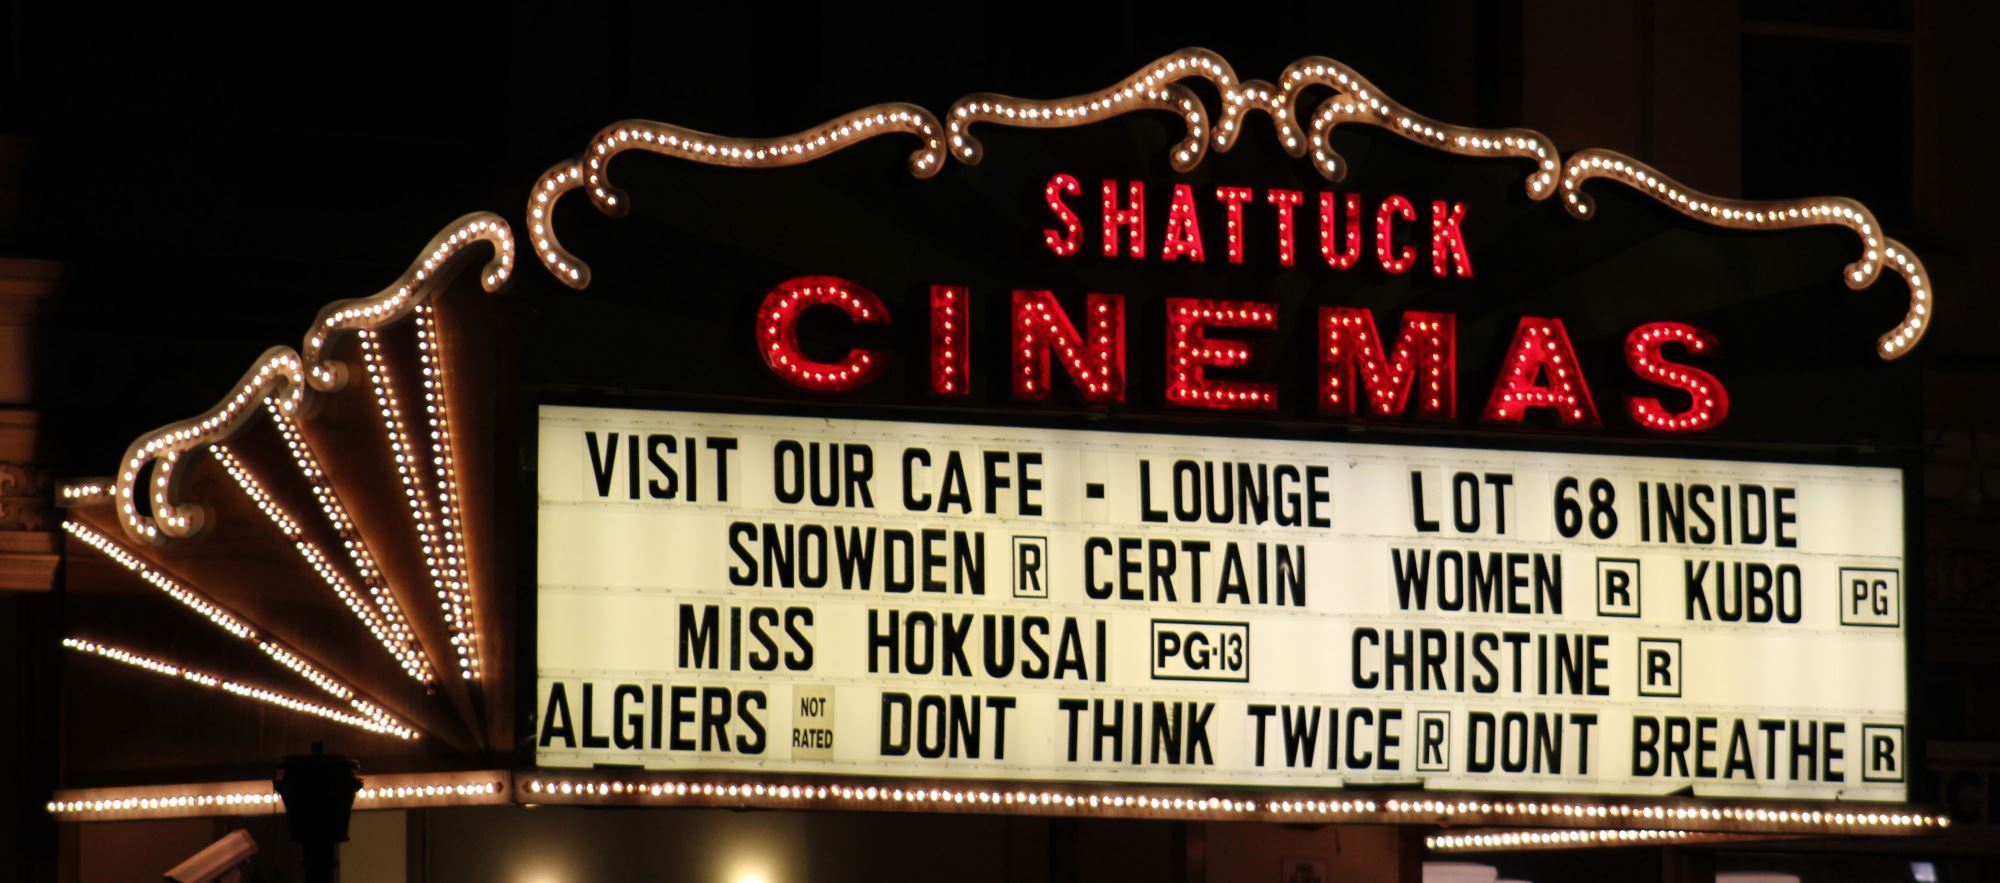 SHATTUCK
CINEMAS
VISIT OUR CAFE - LOUNGE LOT 68 INSIDE
SNOWDEN R CERTAIN WOMEN R KUBO PG
MISS HOKUSAI PG-13 CHRISTINE R
ALGIERS NOT RATED DONT THINK TWICE R DONT BREATHE R